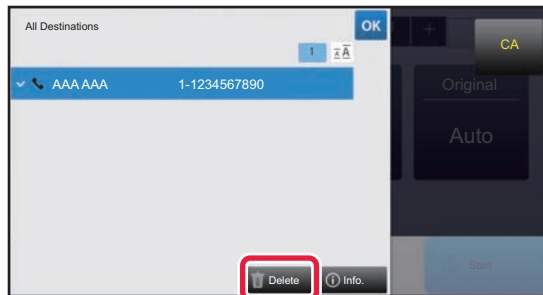 All Destinations
OK
CA
1
AAA AAA 1-1234567890
Original
Auto
Delete
Info.
Start